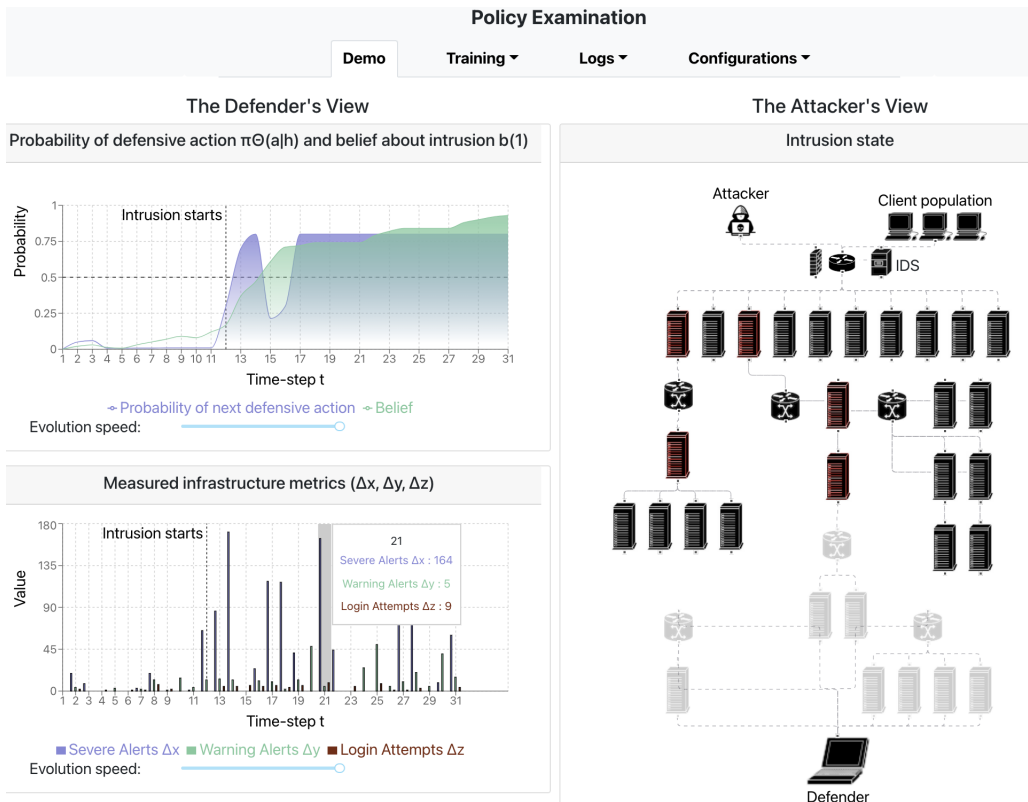 Policy Examination
Demo
Training
Logs
Configurations
The Defender's View
Probability of defensive action πΘ(a|h) and belief about intrusion b(1)
Probability
1
0.75
0.5
0.25
0
Intrusion starts
1 2 3 4 5 6 7 8 9 10 11 13 15 17 19 21 23 25 27 29 31
Time-step t
Probability of next defensive action
Belief
Evolution speed:
Measured infrastructure metrics (Δx, Δy, Δz)
Value
180
135
90
45
0
Intrusion starts
21
Severe Alerts Δx : 164
Warning Alerts Δy : 5
Login Attempts Δz : 9
1 2 3 4 5 6 7 8 9 11 13 15 17 19 21 23 25 27 29 31
Time-step t
Severe Alerts Δx
Warning Alerts Δy
Login Attempts Δz
Evolution speed:
The Attacker's View
Intrusion state
Attacker
Client population
IDS
Defender